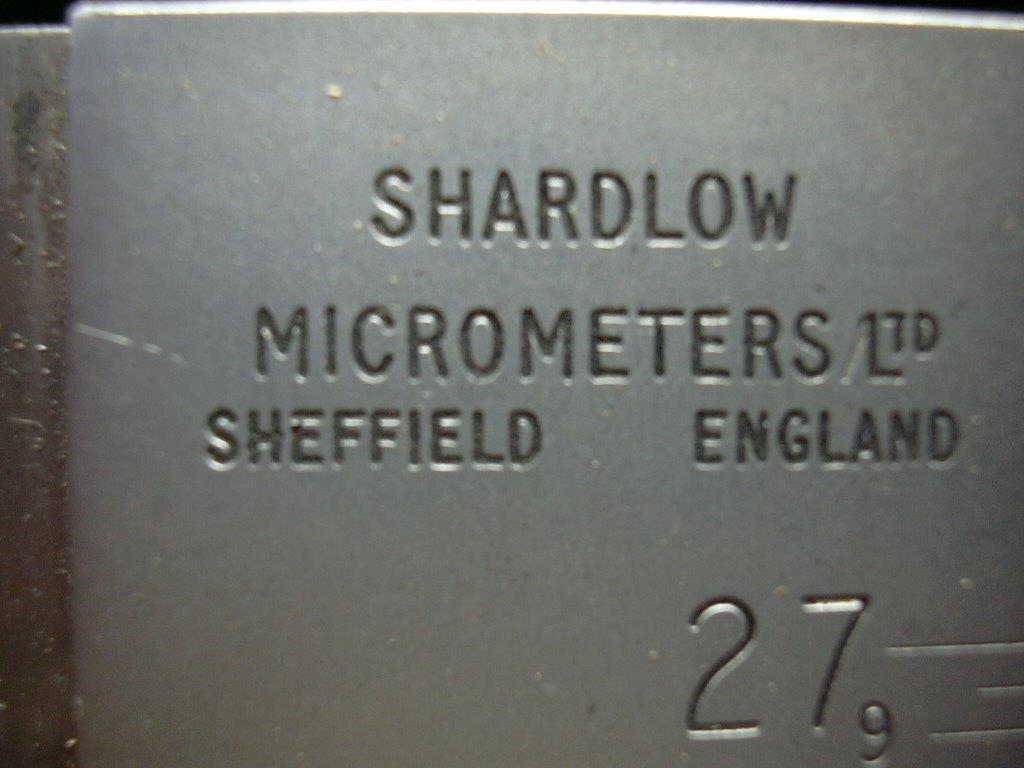 SHARDLOW
MICROMETERS LTD
SHEFFIELD ENGLAND
27
9